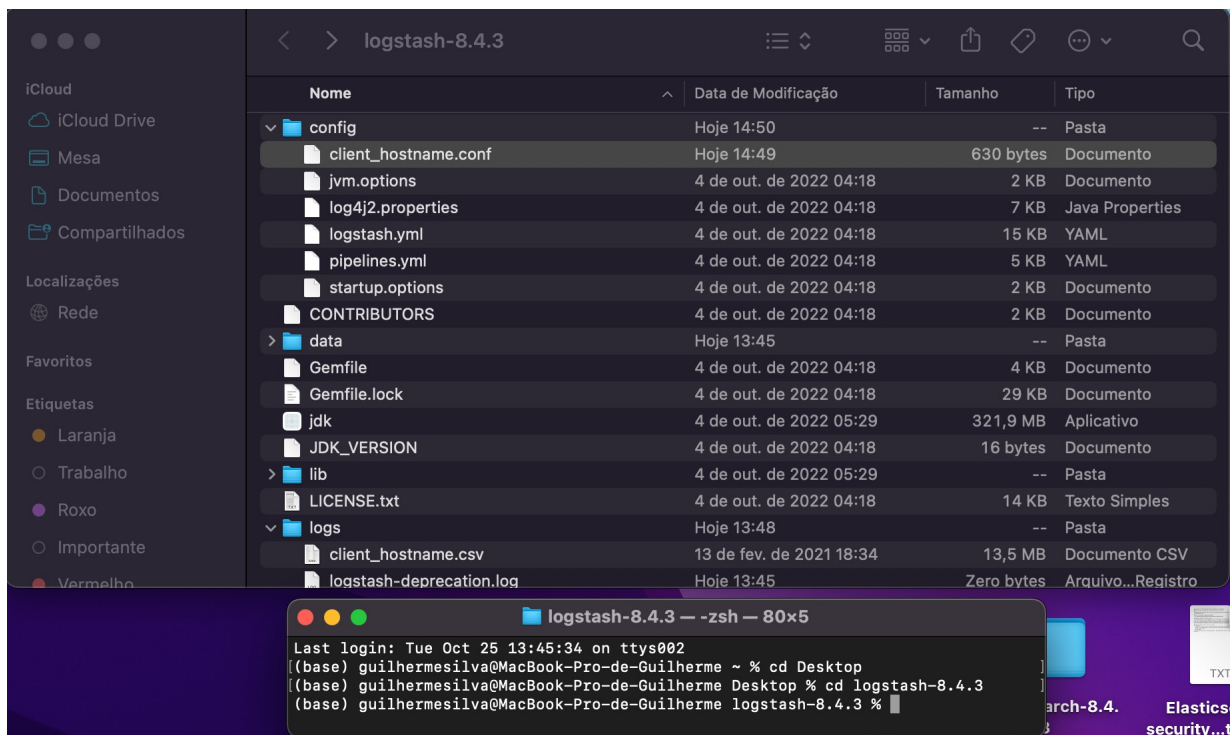 logstash-8.4.3
iCloud
iCloud Drive
Mesa
Documentos
Compartilhados
Localizações
Rede
Favoritos
Etiquetas
Laranja
Trabalho
Roxo
Importante
Vermelho
Nome Data de Modificação Tamanho Tipo
config Hoje 14:50 -- Pasta
client_hostname.conf Hoje 14:49 630 bytes Documento
jvm.options 4 de out. de 2022 04:18 2 KB Documento
log4j2.properties 4 de out. de 2022 04:18 7 KB Java Properties
logstash.yml 4 de out. de 2022 04:18 15 KB YAML
pipelines.yml 4 de out. de 2022 04:18 5 KB YAML
startup.options 4 de out. de 2022 04:18 2 KB Documento
CONTRIBUTORS 4 de out. de 2022 04:18 2 KB Documento
data Hoje 13:45 -- Pasta
Gemfile 4 de out. de 2022 04:18 4 KB Documento
Gemfile.lock 4 de out. de 2022 04:18 29 KB Documento
jdk 4 de out. de 2022 05:29 321,9 MB Aplicativo
JDK_VERSION 4 de out. de 2022 04:18 16 bytes Documento
lib 4 de out. de 2022 05:29 -- Pasta
LICENSE.txt 4 de out. de 2022 04:18 14 KB Texto Simples
logs Hoje 13:48 -- Pasta
client_hostname.csv 13 de fev. de 2021 18:34 13,5 MB Documento CSV
logstash-deprecation.log Hoje 13:45 Zero bytes Arquivo...Registro
logstash-8.4.3 — -zsh — 80×5
Last login: Tue Oct 25 13:45:34 on ttys002
[(base) guilhermesilva@MacBook-Pro-de-Guilherme ~ % cd Desktop ]
[(base) guilhermesilva@MacBook-Pro-de-Guilherme Desktop % cd logstash-8.4.3 ]
(base) guilhermesilva@MacBook-Pro-de-Guilherme logstash-8.4.3 %
TXT
arch-8.4.
3
Elastics
security...t